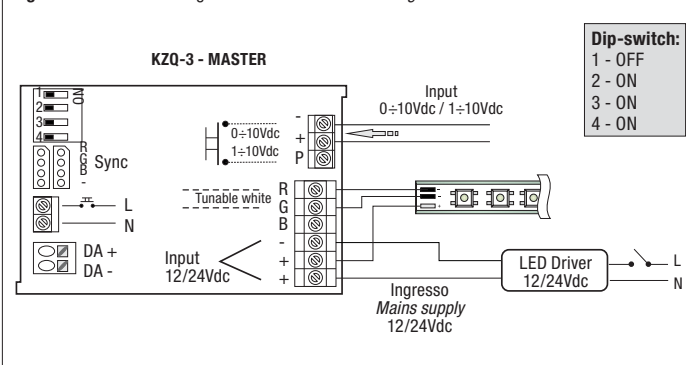 KZQ-3 - MASTER
Dip-switch:
1 - OFF
2 - ON
3 - ON
4 - ON
Input
0÷10Vdc / 1÷10Vdc
1
2
3
4
ON
R
G
B
-
Sync
L
N
DA +
DA -
0÷10Vdc
1÷10Vdc
-
+
P
Tunable white
R
G
B
-
+
+
Input
12/24Vdc
-
-
+
LED Driver
12/24Vdc
L
N
Ingresso
Mains supply
12/24Vdc